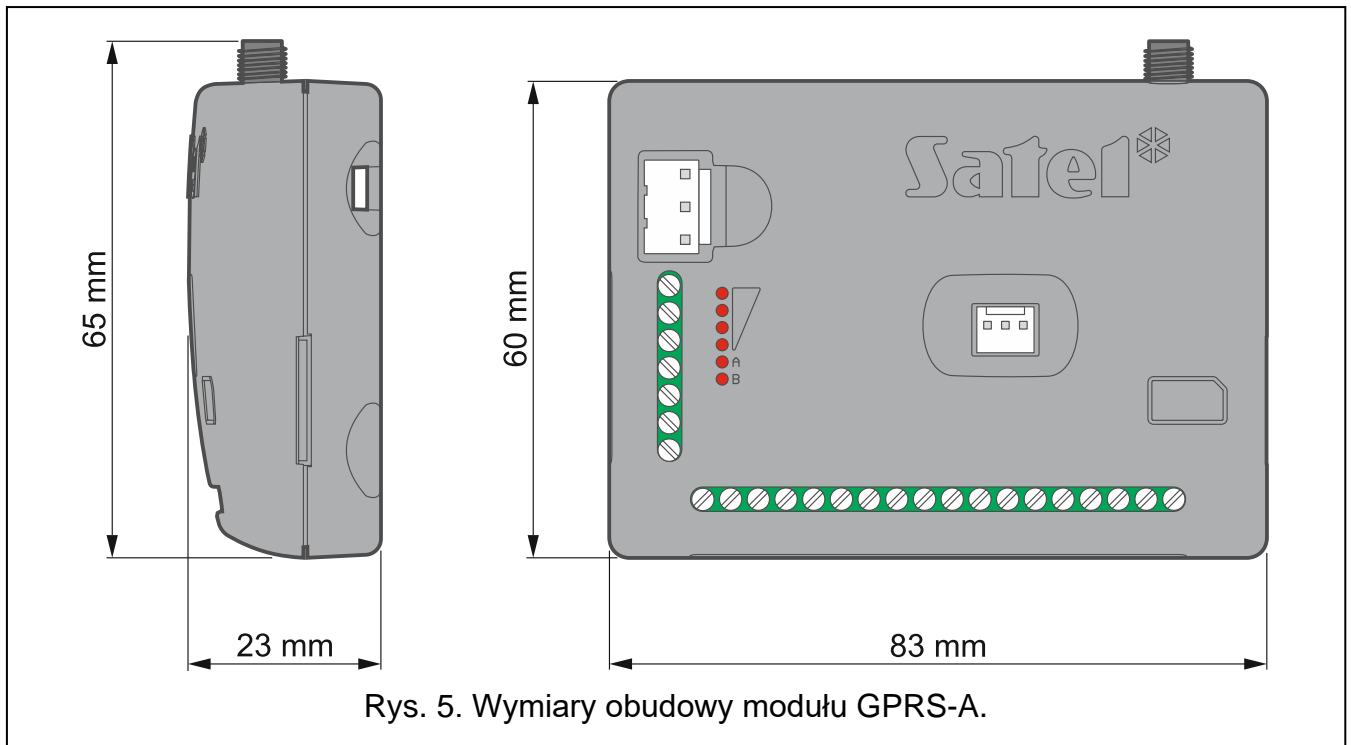 65 mm
23 mm
60 mm
83 mm
Satel
A
B
Rys. 5. Wymiary obudowy modułu GPRS-A.